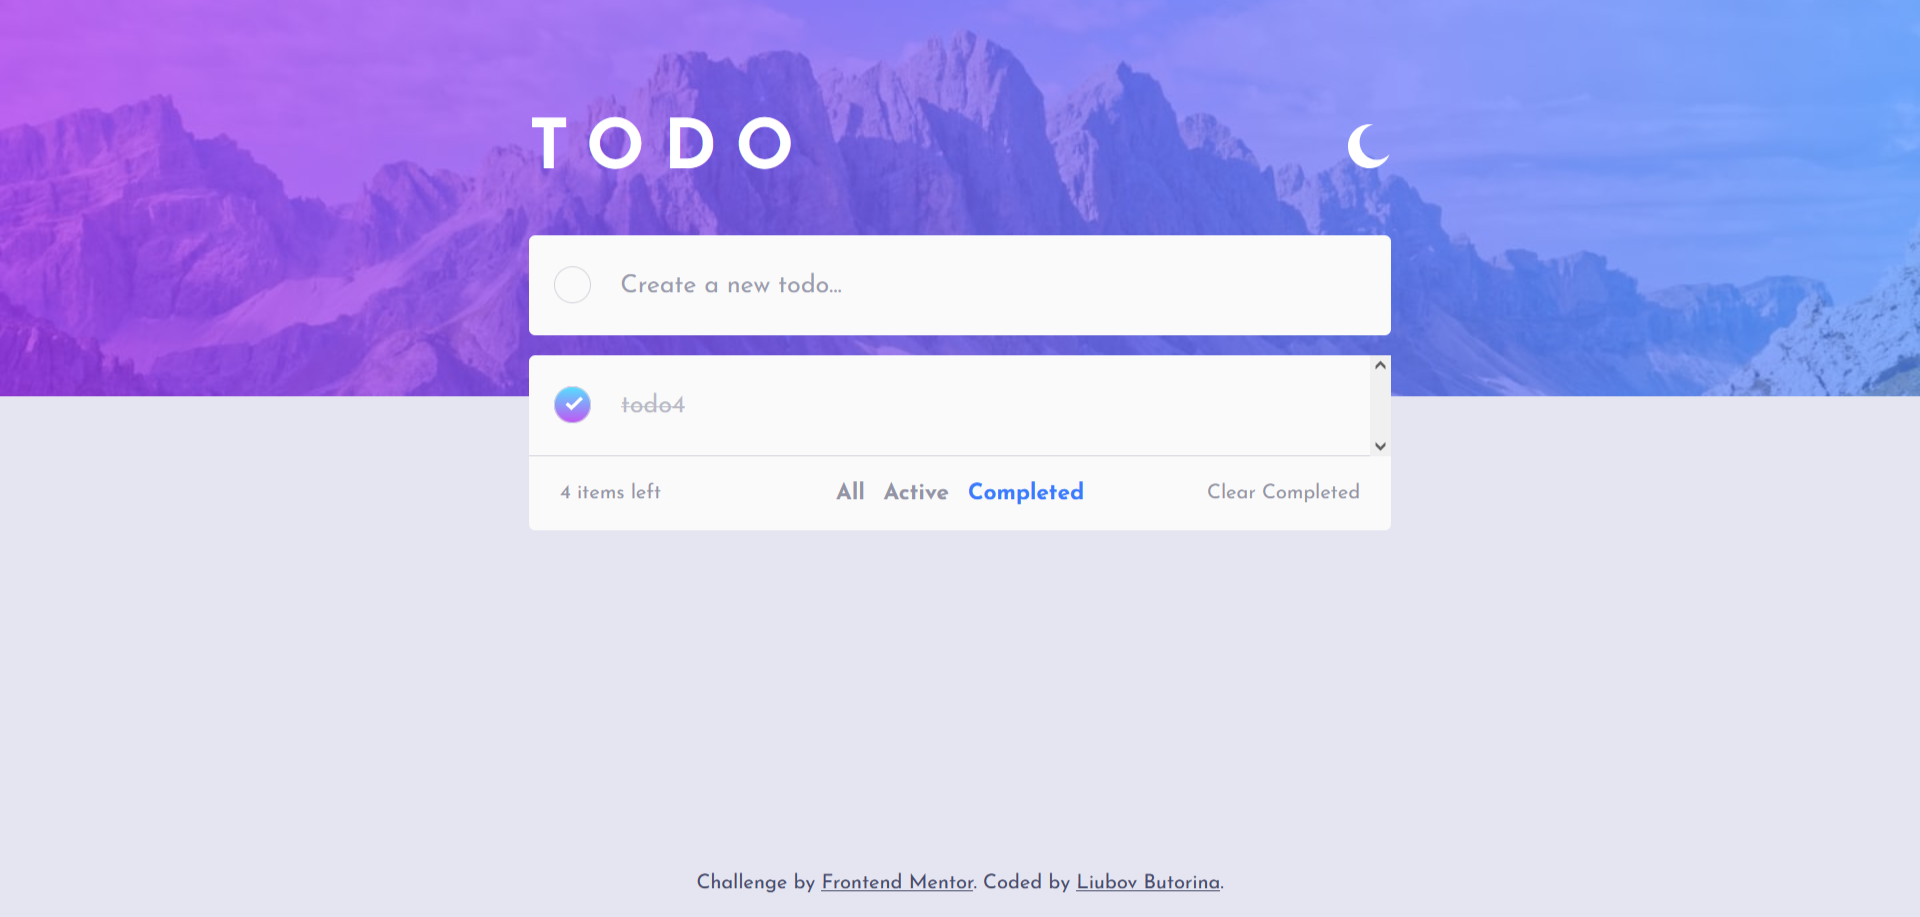 TODO
Create a new todo...
todo4
4 items left
All Active Completed
Clear Completed
Challenge by Frontend Mentor. Coded by Liubov Butorina.